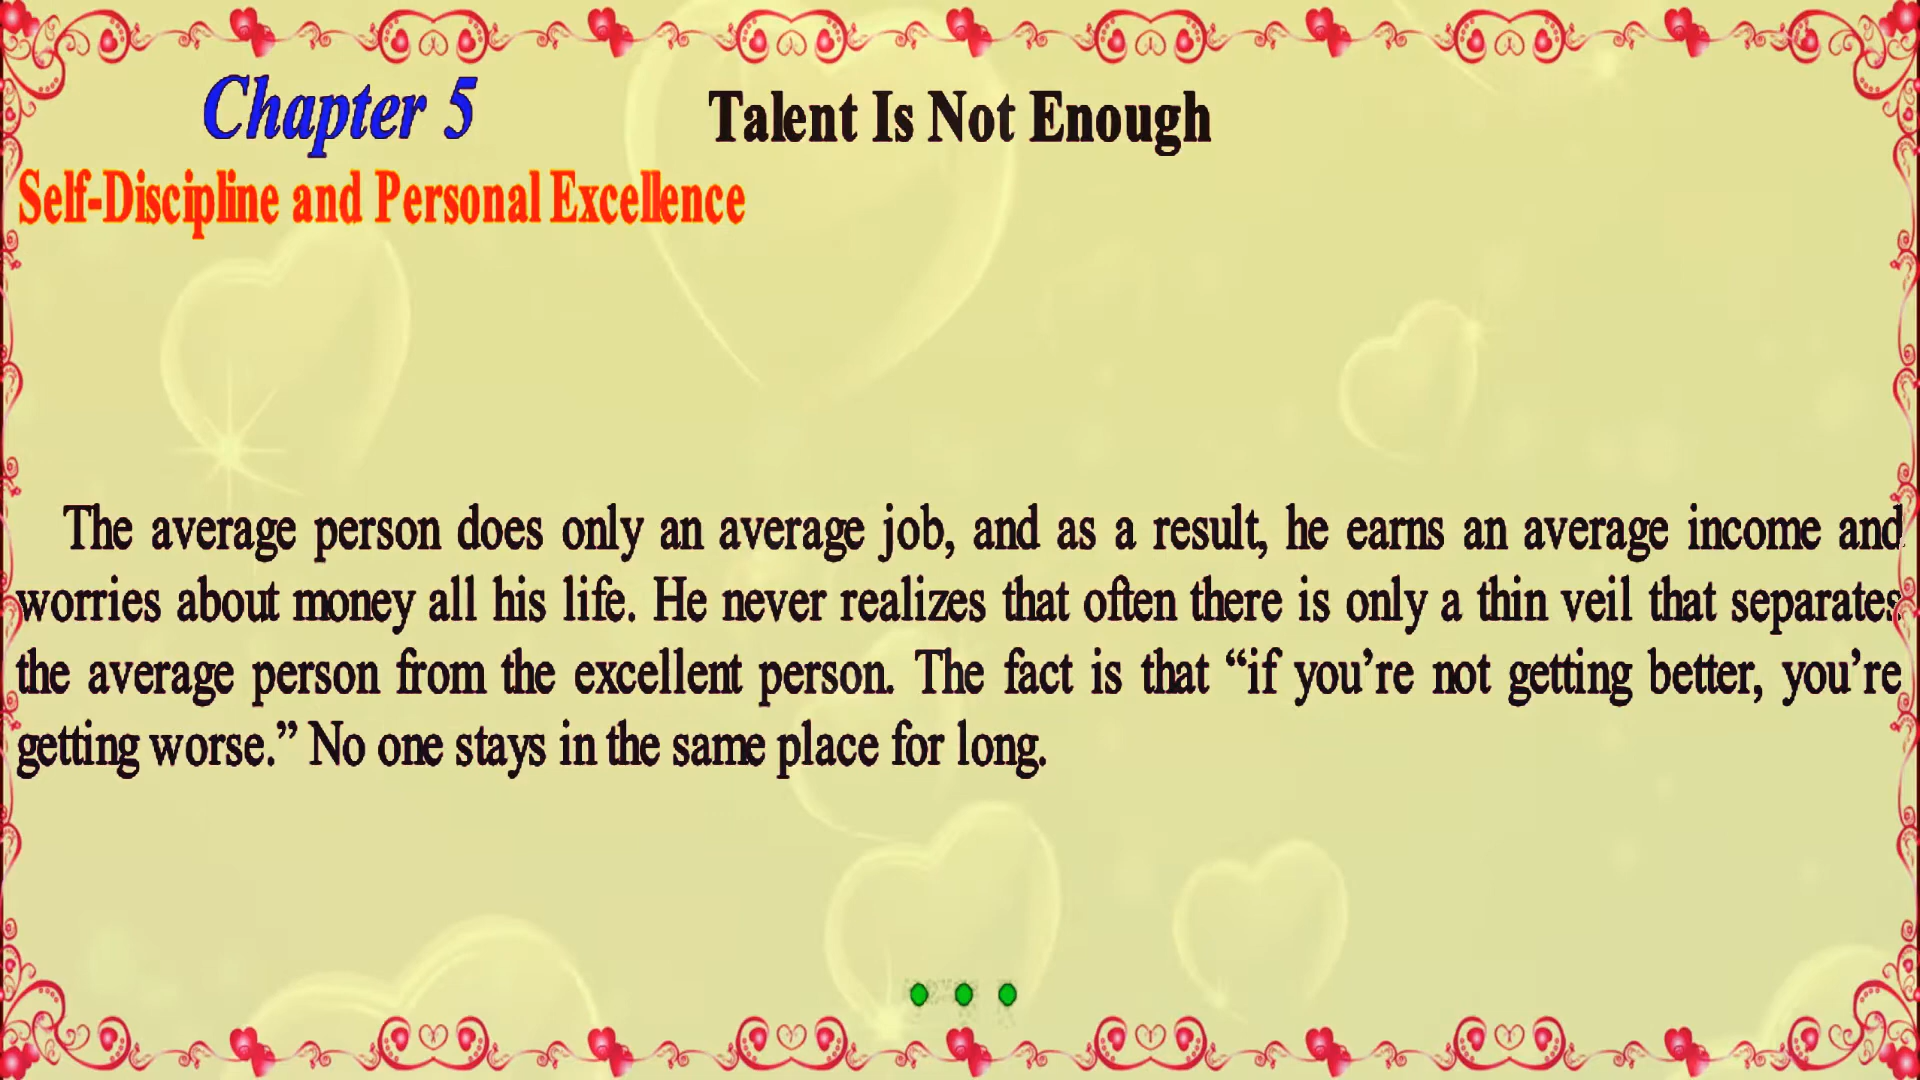 Chapter 5
Talent Is Not Enough
Self-Discipline and Personal Excellence
The average person does only an average job, and as a result, he earns an average income and
worries about money all his life. He never realizes that often there is only a thin veil that separates
the average person from the excellent person. The fact is that “if you’re not getting better, you’re
getting worse.” No one stays in the same place for long.